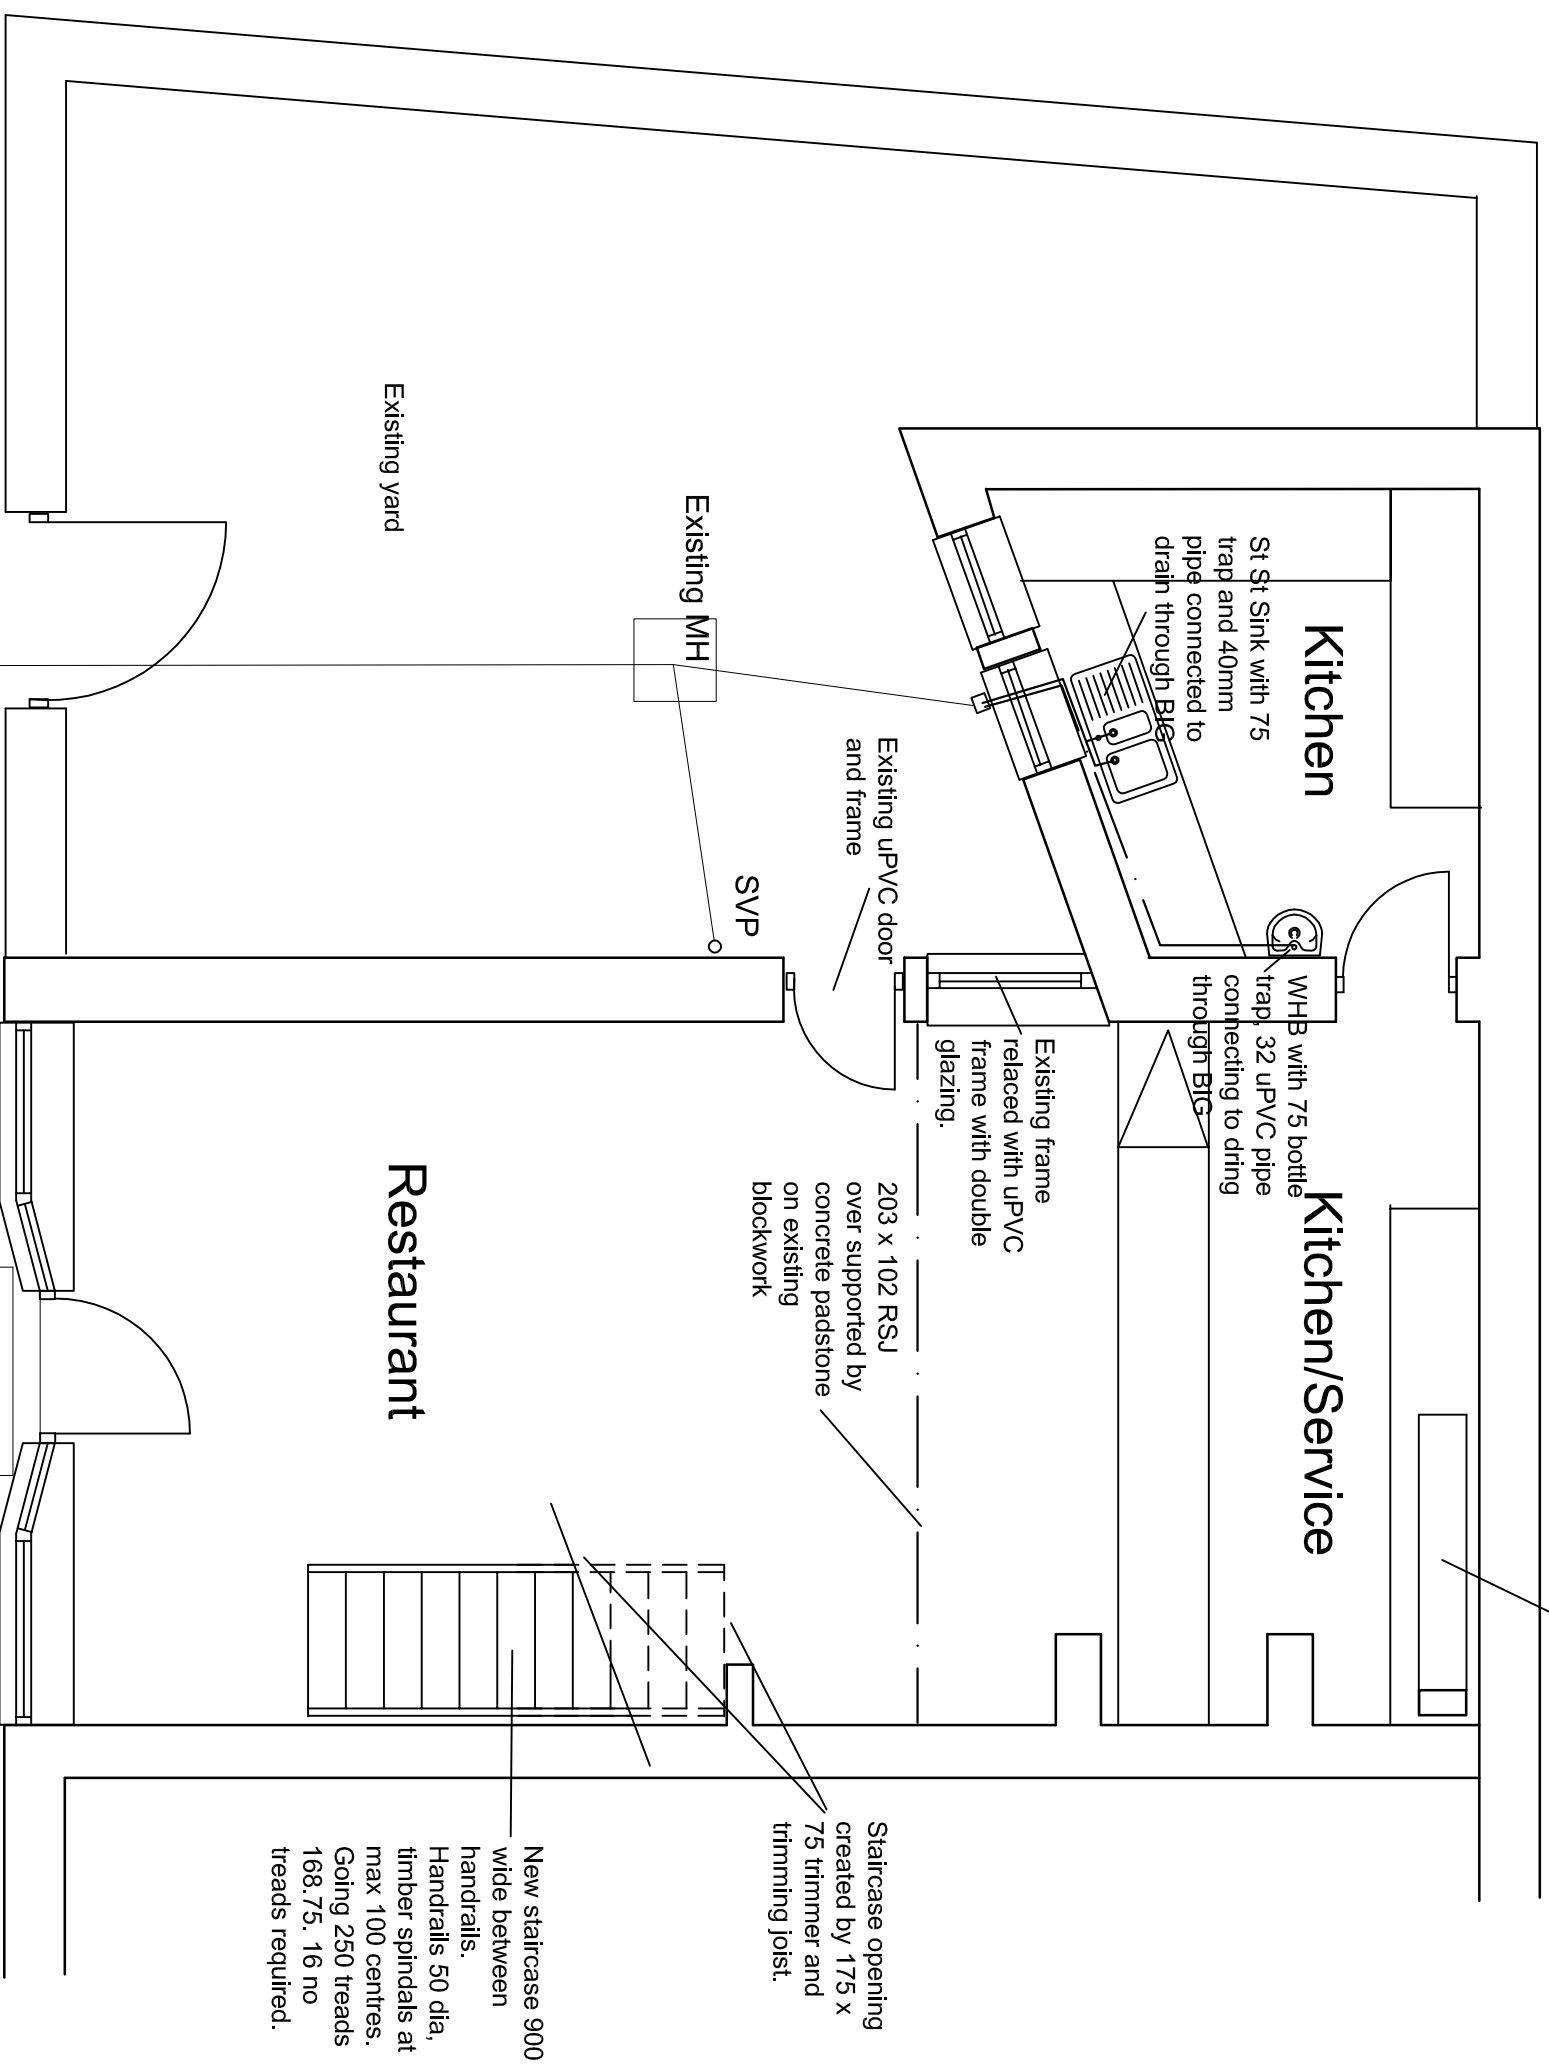 Kitchen
St St Sink with 75
trap and 40mm
pipe connected to
drain through BIG
Kitchen/Service
WHB with 75 bottle
trap, 32 uPVC pipe
connecting to dring
through BIG
Existing frame
relaced with uPVC
frame with double
glazing.
Existing uPVC door
and frame
203 x 102 RSJ
over supported by
concrete padstone
on existing
blockwork
Staircase opening
created by 175 x
75 trimmer and
trimming joist.
SVP
Existing MH
Existing yard
Restaurant
New staircase 900
wide between
handrails.
Handrails 50 dia,
timber spindals at
max 100 centres.
Going 250 treads
168.75. 16 no
treads required.